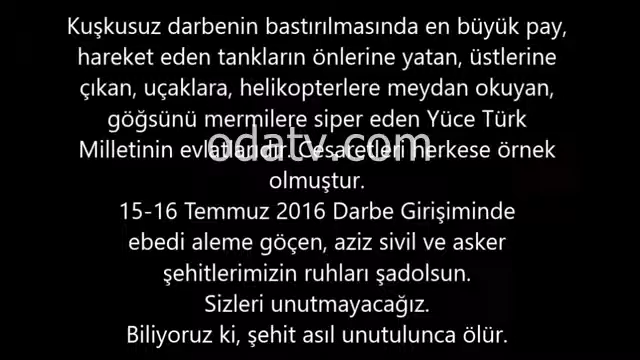 Kuşkusuz darbenin bastırılmasında en büyük pay,
hareket eden tankların önlerine yatan, üstlerine
çıkan, uçaklara, helikopterlere meydan okuyan,
göğsünü mermilere siper eden Yüce Türk
odatv.com
Milletinin evlatlarıdır. Cesaretleri herkese örnek
olmuştur.
15-16 Temmuz 2016 Darbe Girişiminde
ebedi aleme göçen, aziz sivil ve asker
şehitlerimizin ruhları şadolsun.
Sizleri unutmayacağız.
Biliyoruz ki, şehit asıl unutulunca ölür.